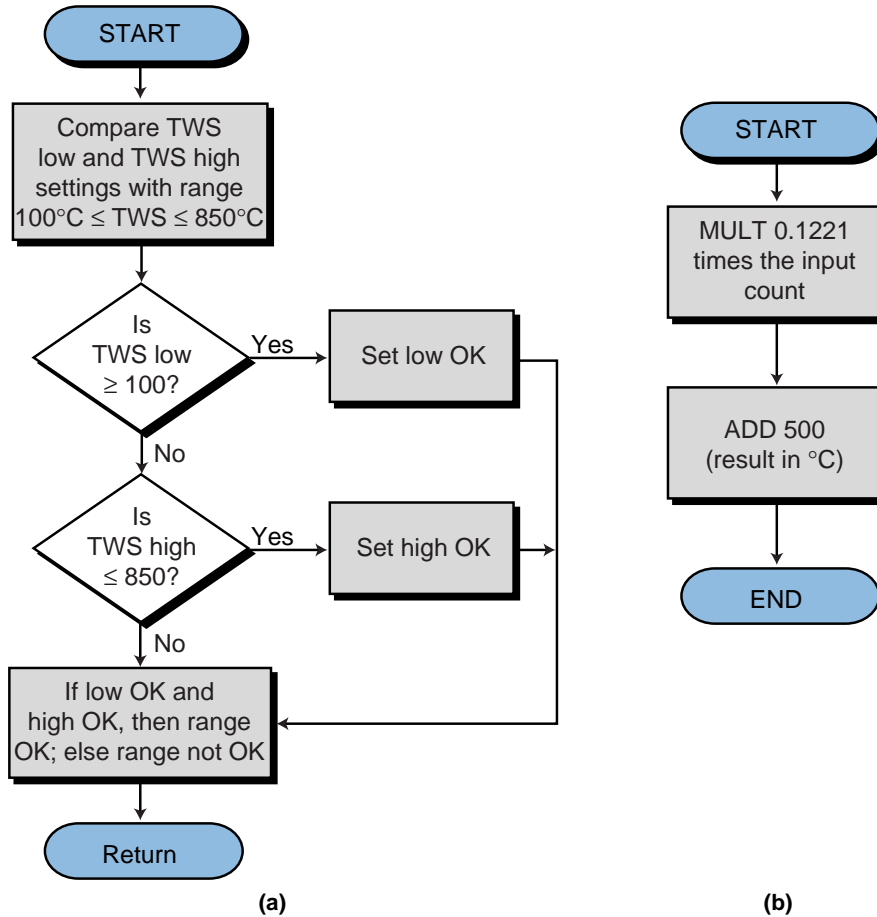 START
Compare TWS
low and TWS high
settings with range
100°C ≤ TWS ≤ 850°C
Is
TWS low
≥ 100?
Yes
Set low OK
No
Is
TWS high
≤ 850?
Yes
Set high OK
No
If low OK and
high OK, then range
OK; else range not OK
Return
(a)
START
MULT 0.1221
times the input
count
ADD 500
(result in °C)
END
(b)